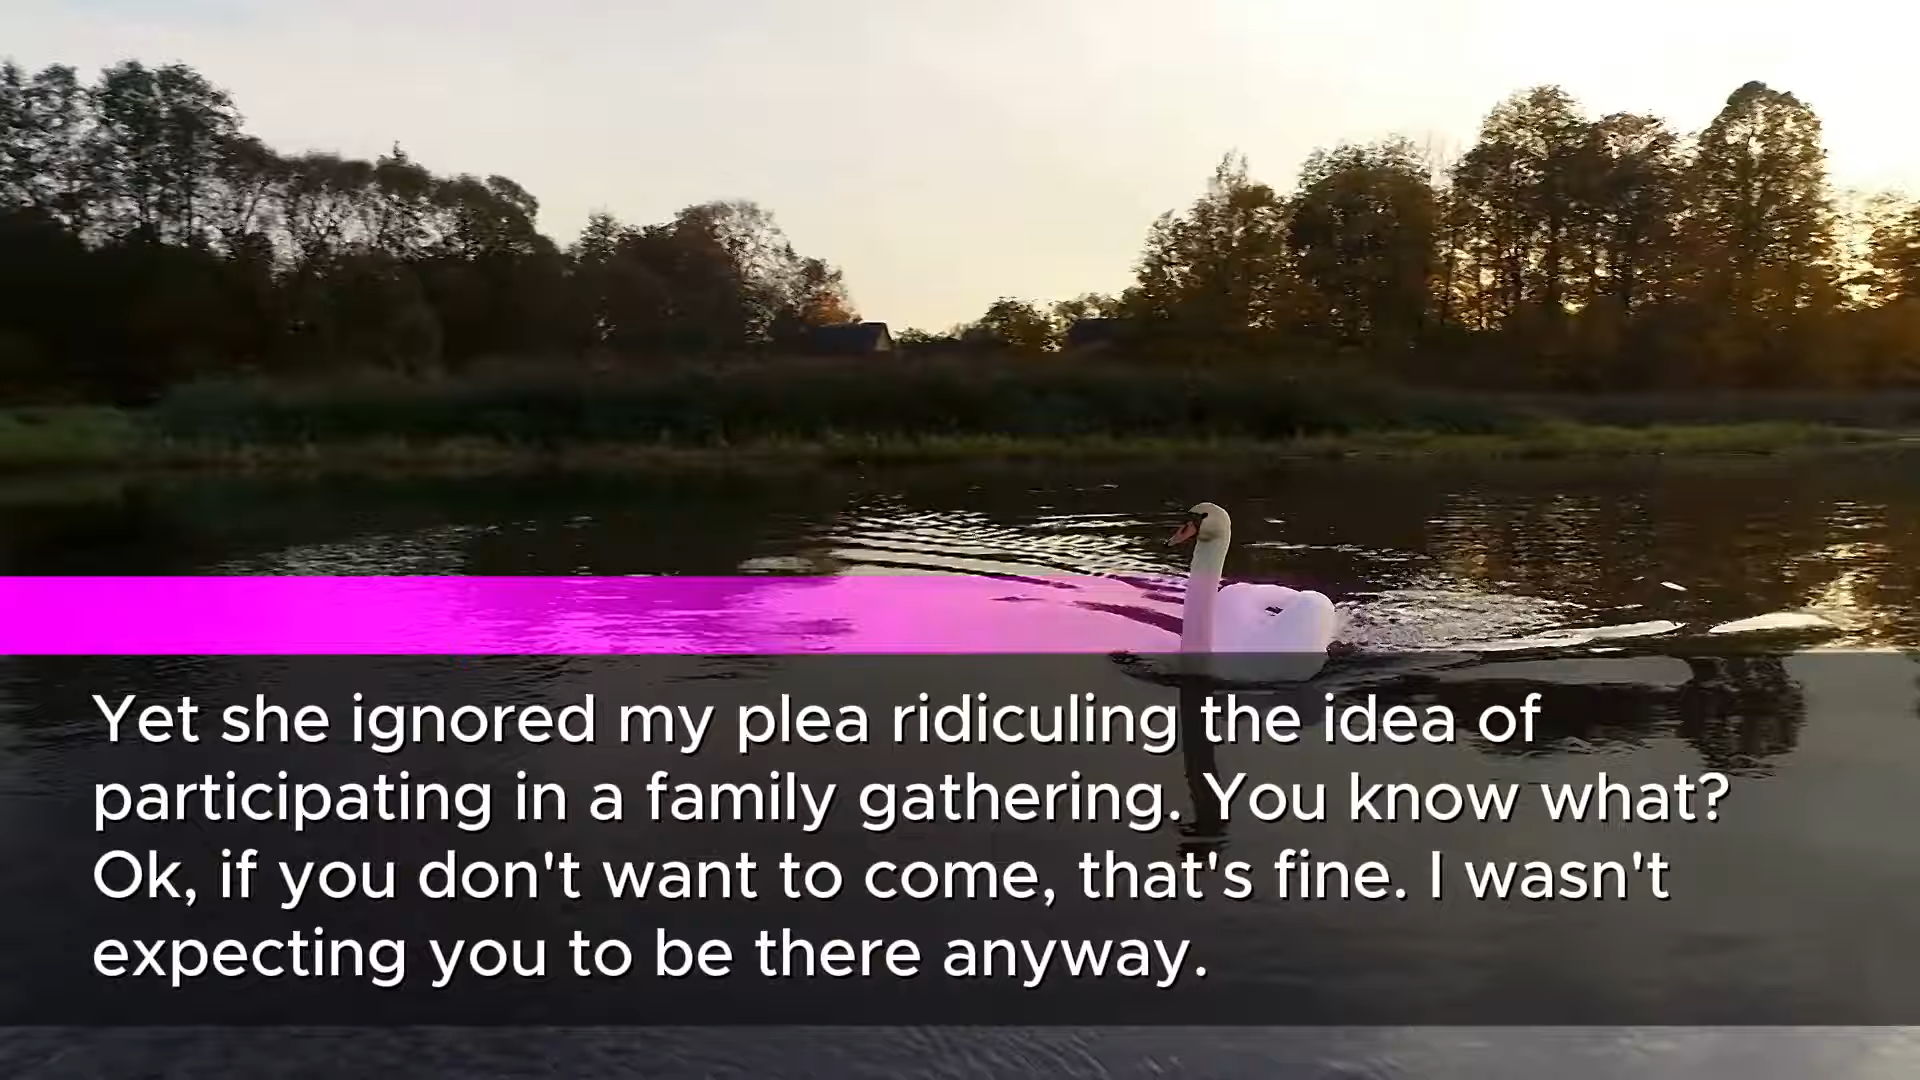 Yet she ignored my plea ridiculing the idea of
participating in a family gathering. You know what?
Ok, if you don't want to come, that's fine. I wasn't
expecting you to be there anyway.